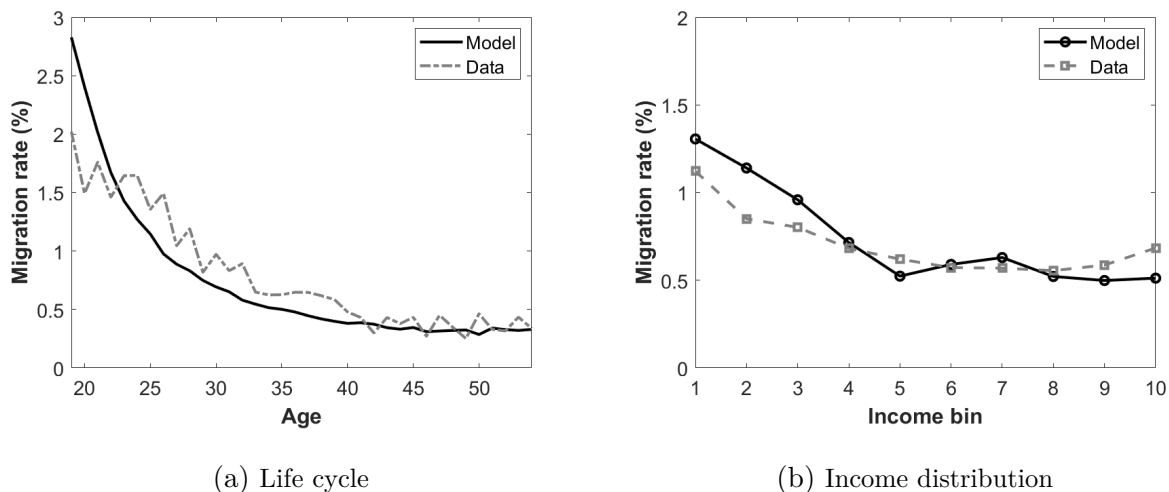 3
2.5
2
1.5
1
0.5
0
Migration rate (%)
Model
Data
20 25 30 35 40 45 50
Age
(a) Life cycle
2
1.5
1
0.5
0
Migration rate (%)
Model
Data
1 2 3 4 5 6 7 8 9 10
Income bin
(b) Income distribution